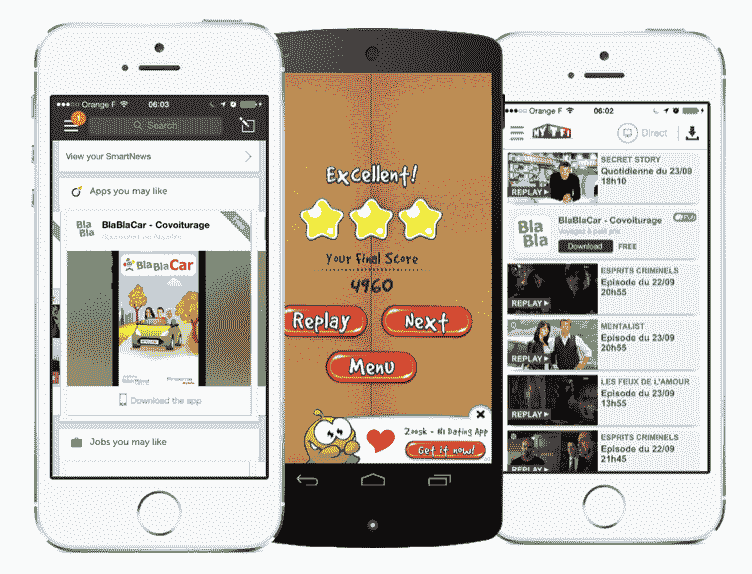 Orange F
06:03
1
Search
View your SmartNews
Apps you may like
Bla
Bla
BlaBlaCar - Covoiturage
BlaBlaCar
Download the app
Jobs you may like
Excellent!
Your Final Score
4960
Replay
Next
Menu
Zoosk - N1 Dating App
Get it now!
Orange F
06:02
MYTF1
Direct
SECRET STORY
Quotidienne du 23/09
18h10
REPLAY
Bla
Bla
BlaBlaCar - Covoiturage
Voyagez à petit prix
Download
FREE
ESPRITS CRIMINELS
Episode du 22/09
20h55
REPLAY
MENTALIST
Episode du 23/09
20h55
REPLAY
LES FEUX DE L'AMOUR
Episode du 23/09
13h55
REPLAY
ESPRITS CRIMINELS
Episode du 22/09
21h45
REPLAY